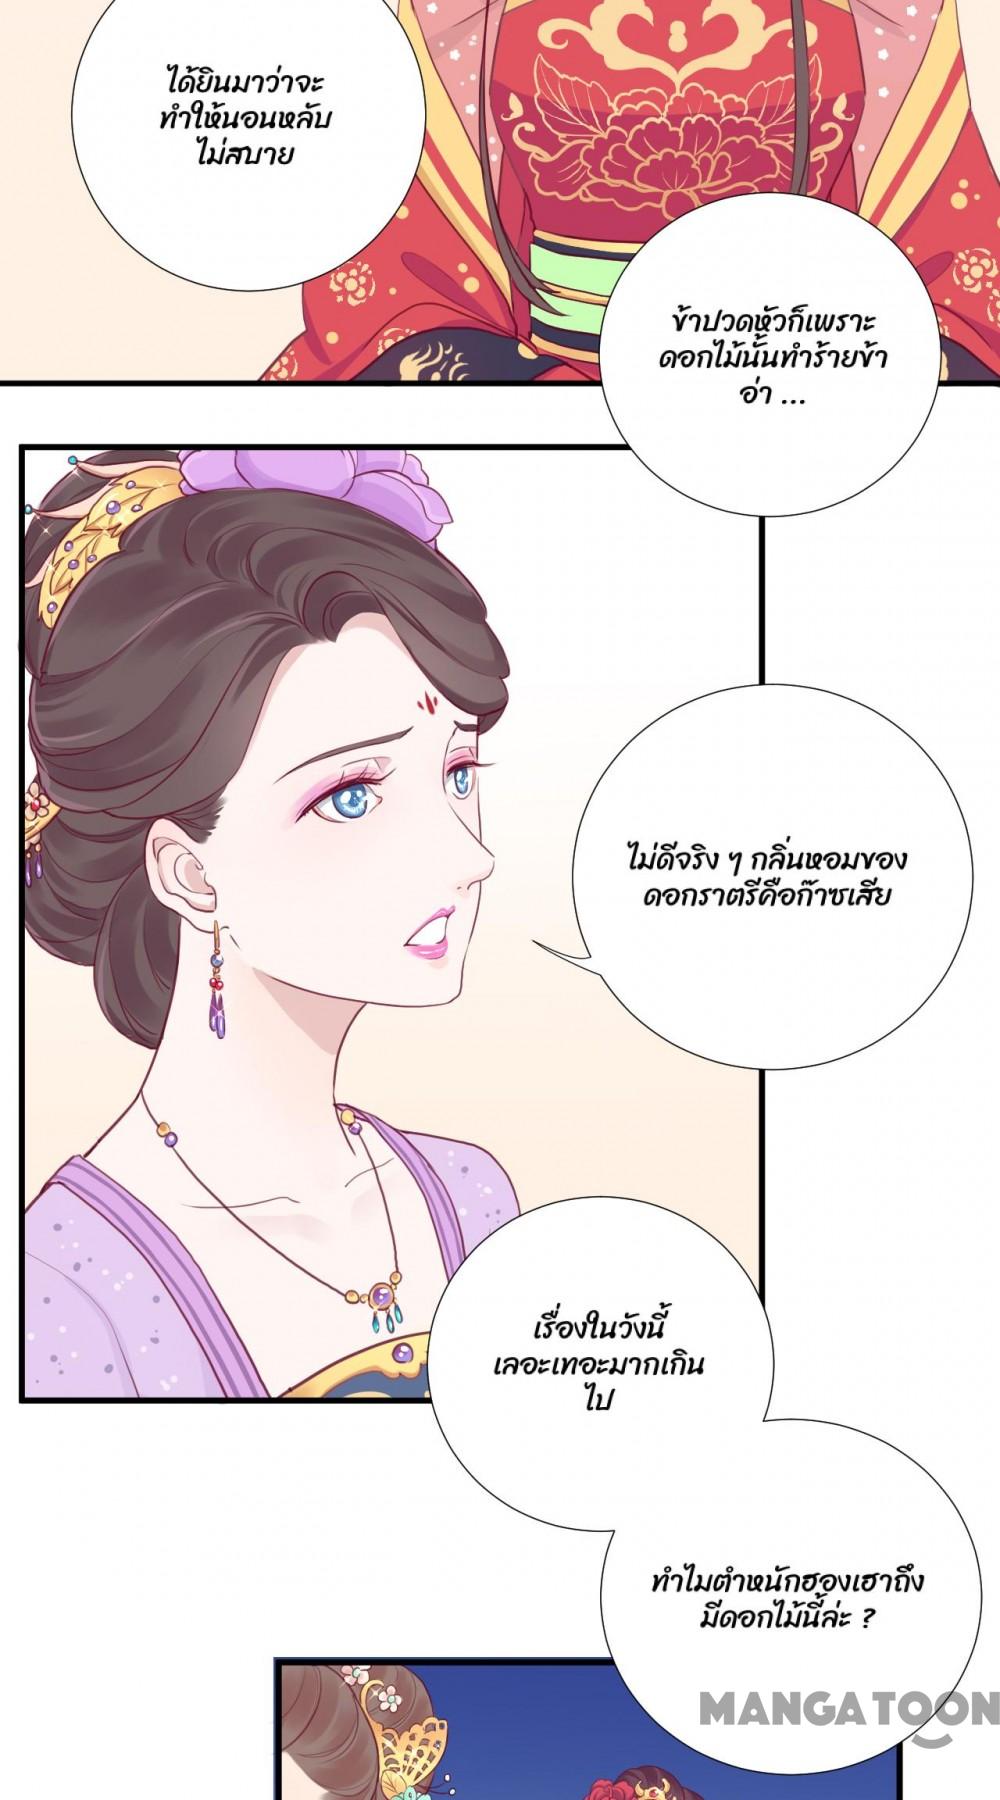 ได้ยินมาว่าจะ
ทำให้นอนหลับ
ไม่สบาย
ข้าปวดหัวก็เพราะ
ดอกไม้นั้นทำร้ายข้า
อ่า ...
ไม่ดีจริง ๆ กลิ่นหอมของ
ดอกราตรีคือก๊าซเสีย
เรื่องในวังนี้
เลอะเทอะมากเกิน
ไป
ทำไมตำหนักฮองเฮาถึง
มีดอกไม้นี้ล่ะ ?
MANGATOON